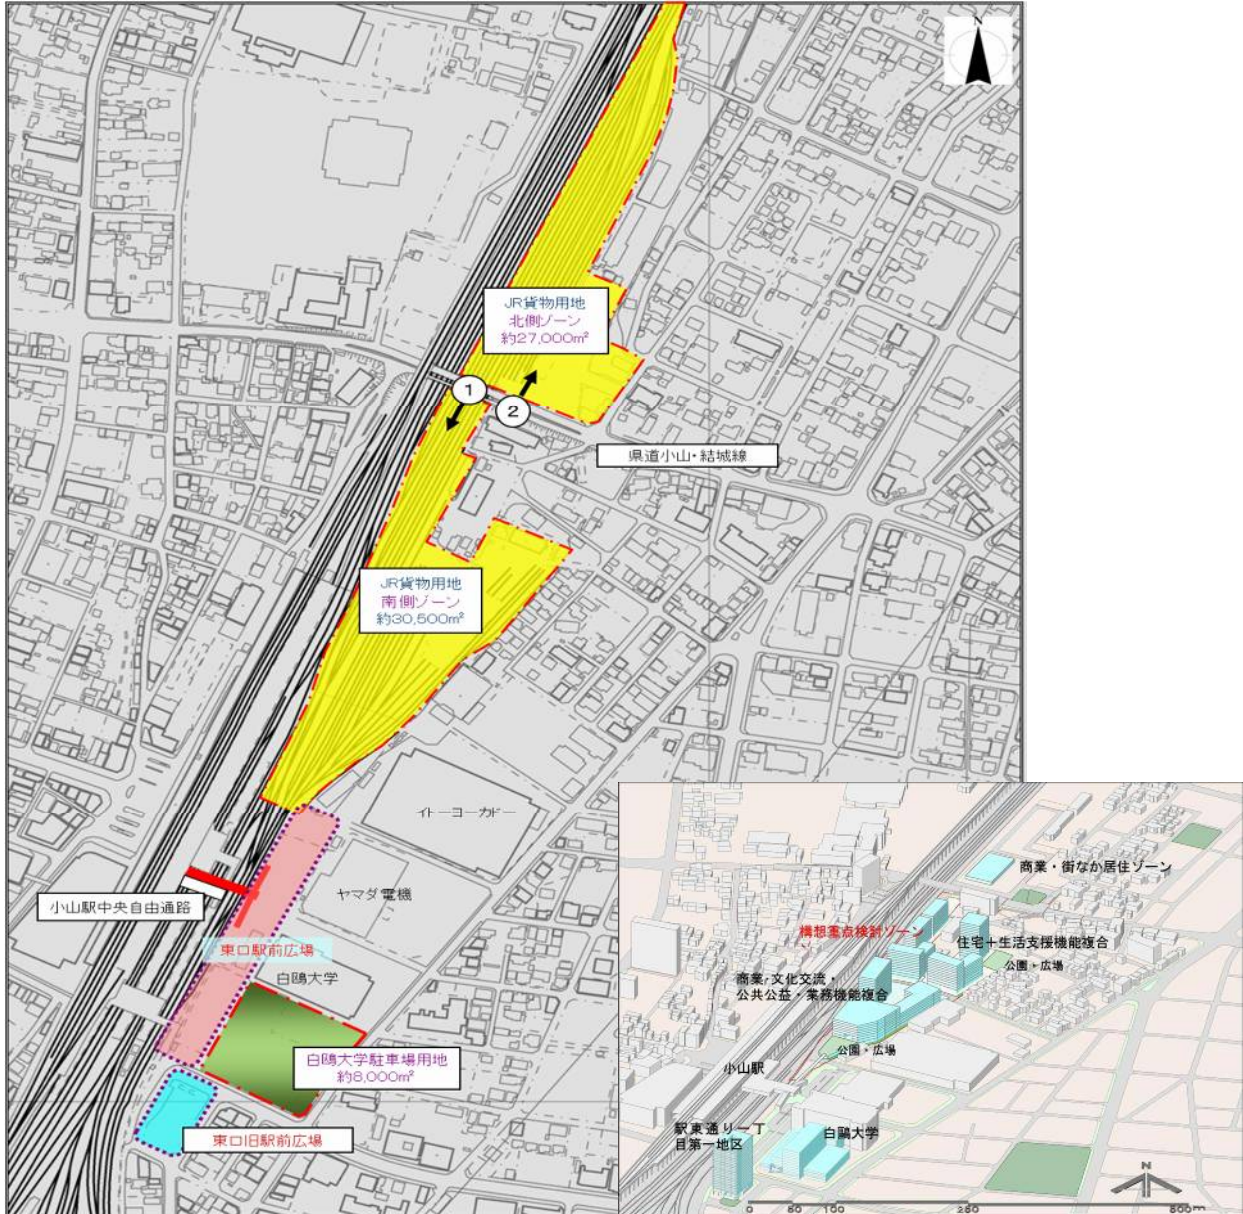 N
JR貨物用地
北側ゾーン
約27,000m²
①
②
県道小山・結城線
JR貨物用地
南側ゾーン
約30,500m²
イトーヨーカドー
ヤマダ電機
小山駅中央自由通路
東口駅前広場
白鴎大学
白鴎大学駐車場用地
約8,000m²
東口旧駅前広場
商業・街なか居住ゾーン
構想重点検討ゾーン
住宅＋生活支援機能複合
公園・広場
商業・文化交流・
公共公益・業務機能複合
公園・広場
小山駅
駅東通り一丁
目第一地区
白鴎大学
N
0 50 100 250 500m